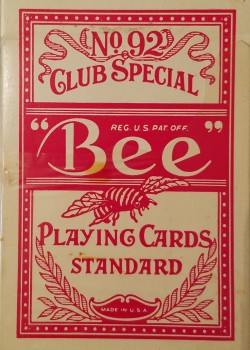 No. 92
CLUB SPECIAL
REG. U.S. PAT. OFF.
"Bee"
PLAYING CARDS
STANDARD
MADE IN U.S.A.